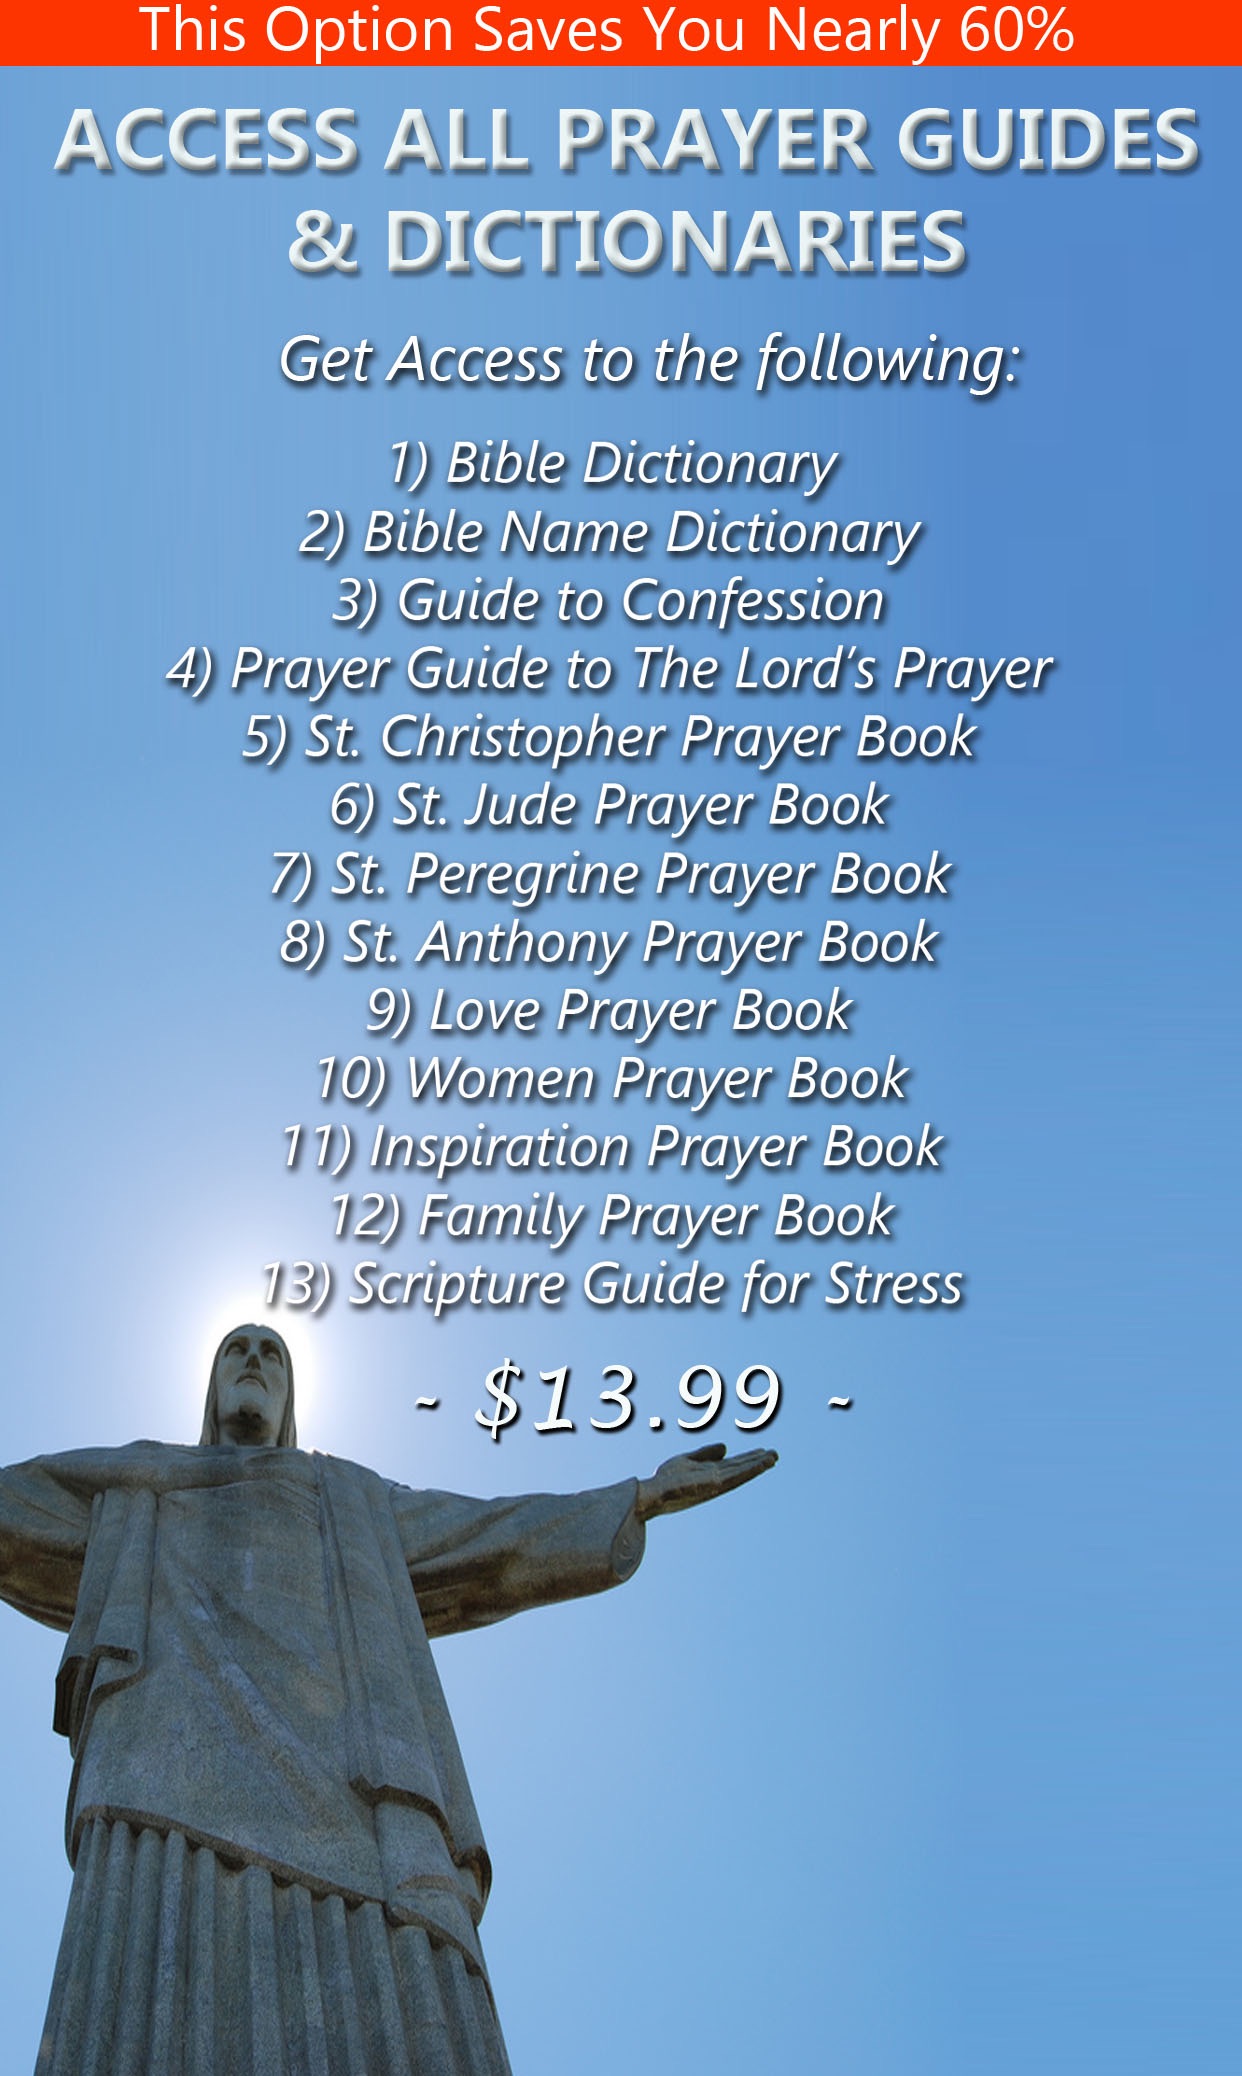 This Option Saves You Nearly 60%
ACCESS ALL PRAYER GUIDES
& DICTIONARIES
Get Access to the following:
1) Bible Dictionary
2) Bible Name Dictionary
3) Guide to Confession
4) Prayer Guide to The Lord's Prayer
5) St. Christopher Prayer Book
6) St. Jude Prayer Book
7) St. Peregrine Prayer Book
8) St. Anthony Prayer Book
9) Love Prayer Book
10) Women Prayer Book
11) Inspiration Prayer Book
12) Family Prayer Book
13) Scripture Guide for Stress
~ $13.99 ~